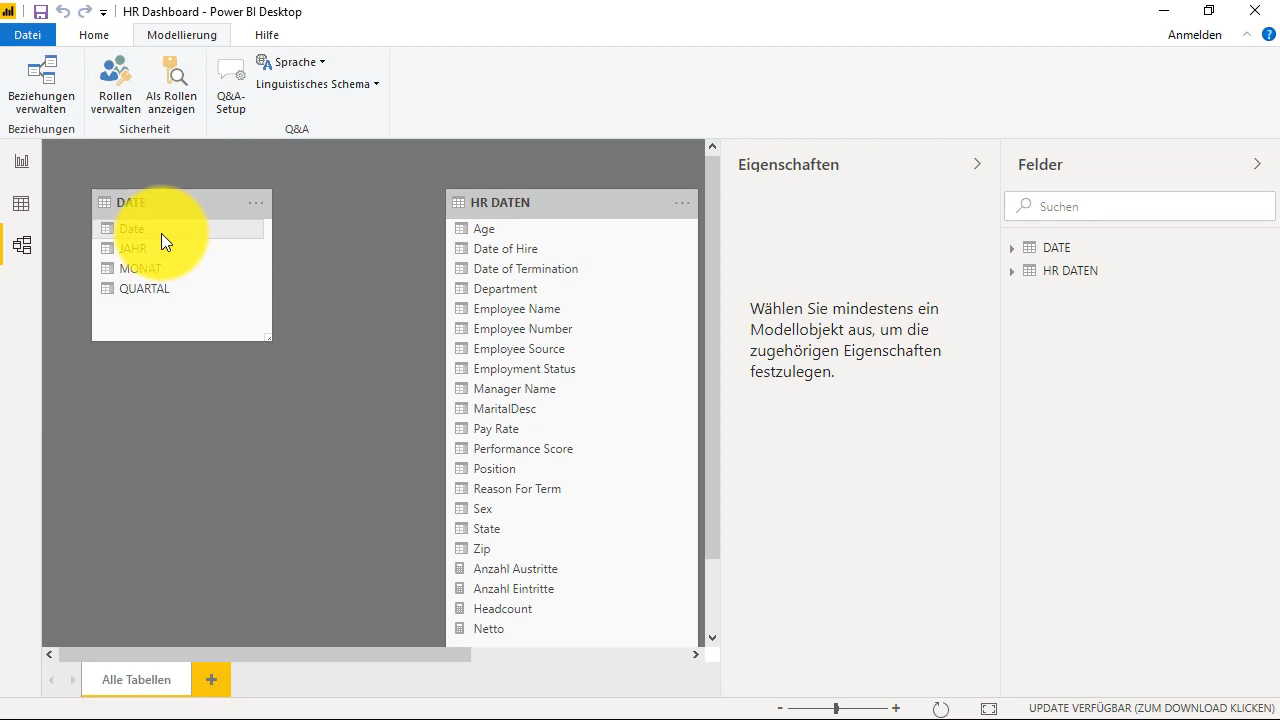 HR Dashboard - Power BI Desktop
Datei Home Modellierung Hilfe Anmelden
Beziehungen verwalten
Beziehungen
Rollen verwalten
Als Rollen anzeigen
Sicherheit
Q&A-Setup
Sprache
Linguistisches Schema
Q&A
DATE
Date
JAHR
MONAT
QUARTAL
HR DATEN
Age
Date of Hire
Date of Termination
Department
Employee Name
Employee Number
Employee Source
Employment Status
Manager Name
MaritalDesc
Pay Rate
Performance Score
Position
Reason For Term
Sex
State
Zip
Anzahl Austritte
Anzahl Eintritte
Headcount
Netto
Eigenschaften
Wählen Sie mindestens ein
Modellobjekt aus, um die
zugehörigen Eigenschaften
festzulegen.
Felder
Suchen
DATE
HR DATEN
Alle Tabellen
UPDATE VERFÜGBAR (ZUM DOWNLOAD KLICKEN)